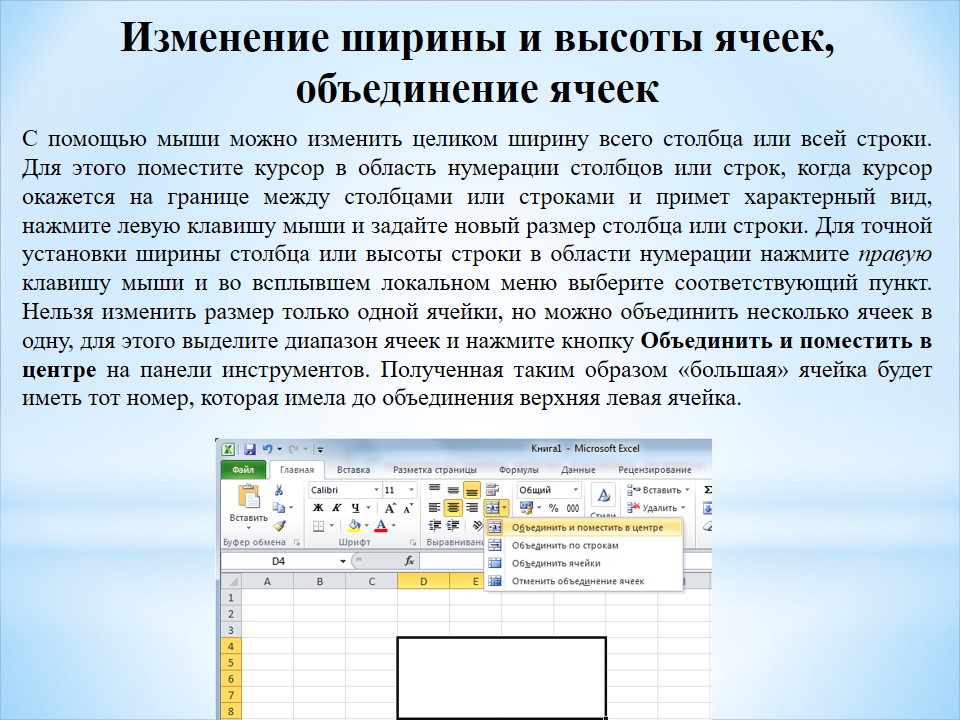 Изменение ширины и высоты ячеек,
объединение ячеек
С помощью мыши можно изменить целиком ширину всего столбца или всей строки.
Для этого поместите курсор в область нумерации столбцов или строк, когда курсор
окажется на границе между столбцами или строками и примет характерный вид,
нажмите левую клавишу мыши и задайте новый размер столбца или строки. Для точной
установки ширины столбца или высоты строки в области нумерации нажмите правую
клавишу мыши и во всплывшем локальном меню выберите соответствующий пункт.
Нельзя изменить размер только одной ячейки, но можно объединить несколько ячеек в
одну, для этого выделите диапазон ячеек и нажмите кнопку Объединить и поместить в
центре на панели инструментов. Полученная таким образом «большая» ячейка будет
иметь тот номер, которая имела до объединения верхняя левая ячейка.
Книга1 - Microsoft Excel
Файл Главная Вставка Разметка страницы Формулы Данные Рецензирование
Calibri 11 Общий Вставить Σ
Вставить Ж К Ч A A % 000 Удалить
Объединить и поместить в центре
Буфер обмена Шрифт Выравнивани Объединить по строкам
D4 fx Объединить ячейки
A B C D E Отменить объединение ячеек
1
2
3
4
5
6
7
8